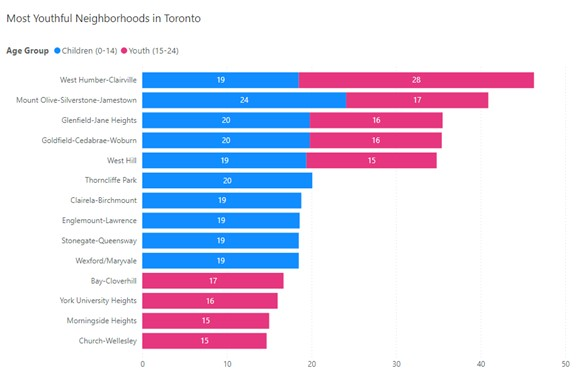 Most Youthful Neighborhoods in Toronto
Age Group Children (0-14) Youth (15-24)
West Humber-Clairville 19 28
Mount Olive-Silverstone-Jamestown 24 17
Glenfield-Jane Heights 20 16
Goldfield-Cedabrae-Woburn 20 16
West Hill 19 15
Thorncliffe Park 20
Clairela-Birchmount 19
Englemount-Lawrence 19
Stonegate-Queensway 19
Wexford/Maryvale 19
Bay-Cloverhill 17
York University Heights 16
Morningside Heights 15
Church-Wellesley 15
0 10 20 30 40 50